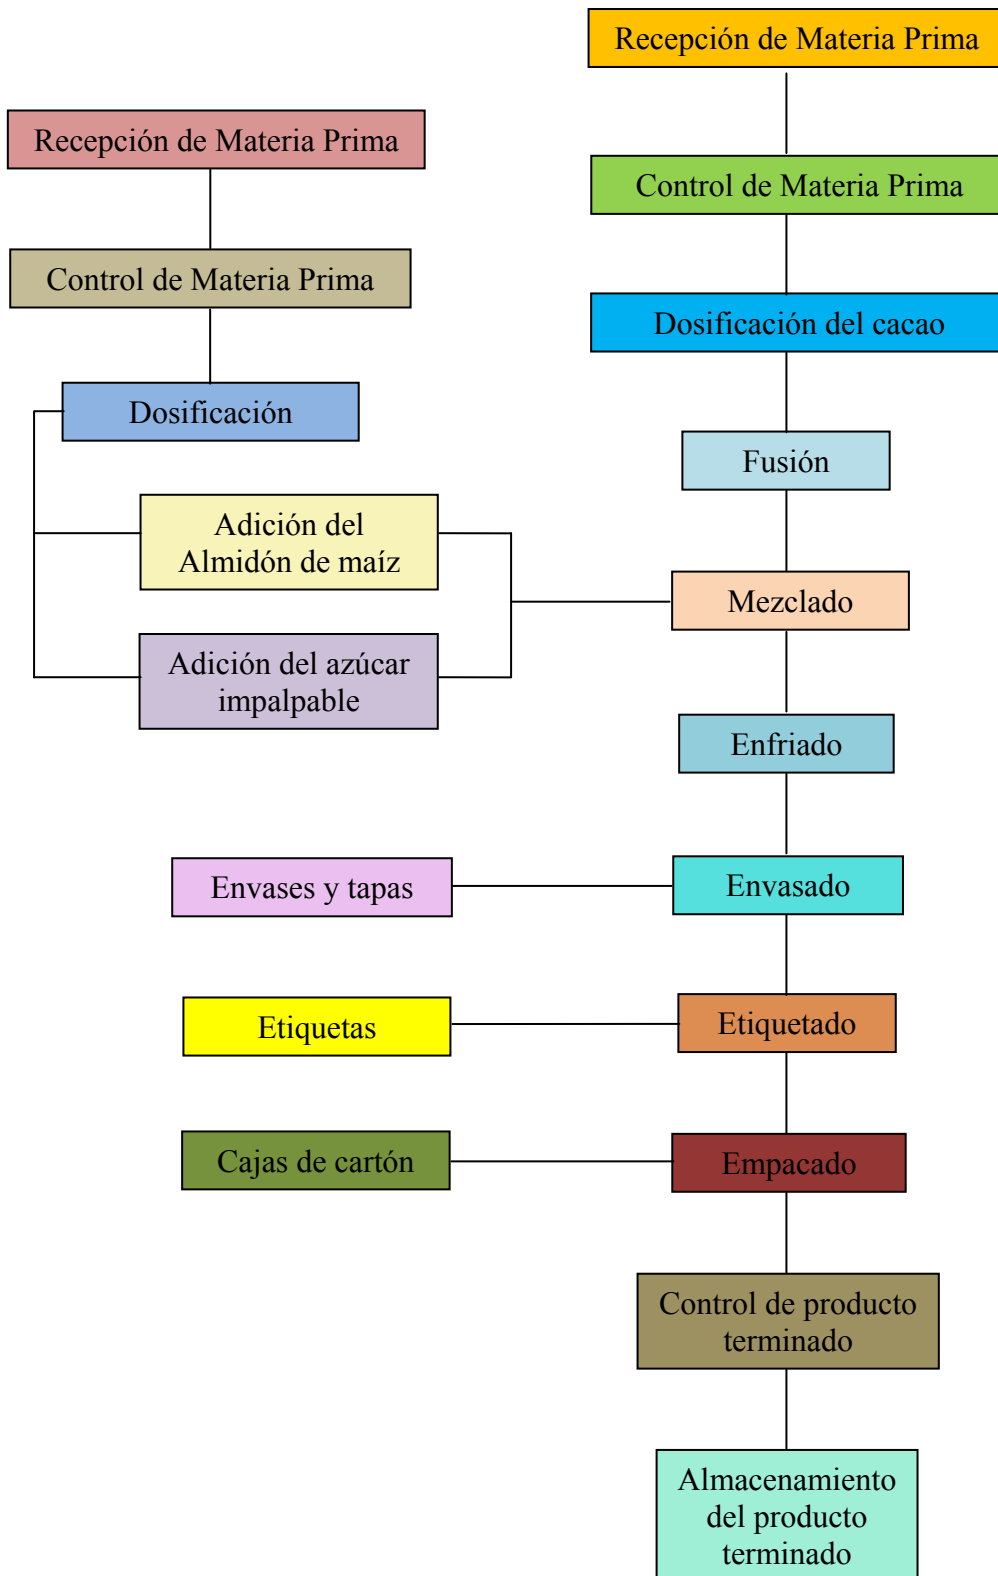 Recepción de Materia Prima
Recepción de Materia Prima
Control de Materia Prima
Control de Materia Prima
Dosificación del cacao
Dosificación
Fusión
Adición del
Almidón de maíz
Mezclado
Adición del azúcar
impalpable
Enfriado
Envases y tapas
Envasado
Etiquetas
Etiquetado
Cajas de cartón
Empacado
Control de producto
terminado
Almacenamiento
del producto
terminado